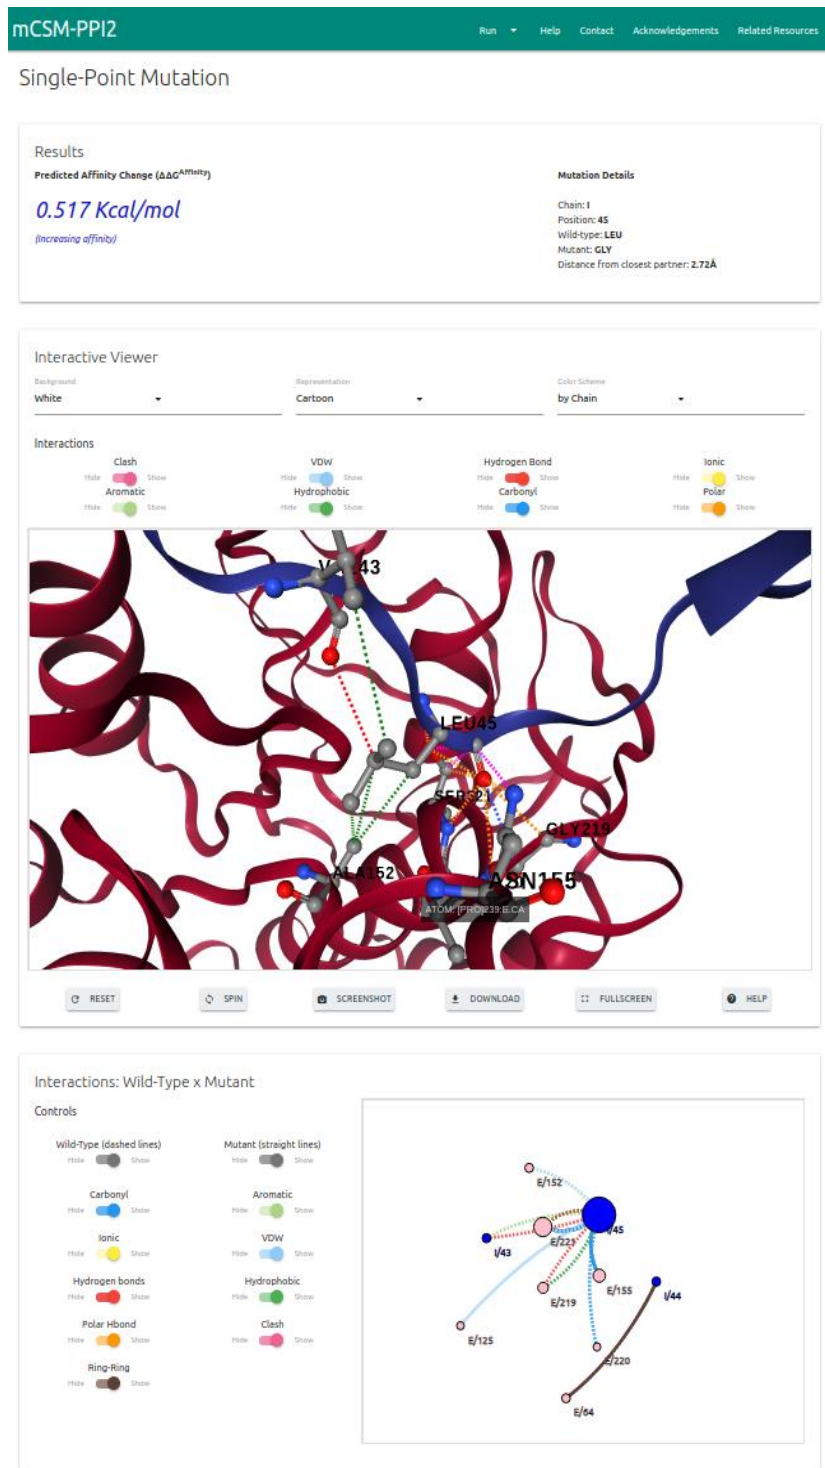 mCSM-PPI2
Run Help Contact Acknowledgements Related Resources
Single-Point Mutation
Results
Predicted Affinity Change (ΔΔG^Affinity)
0.517 Kcal/mol
(Increasing affinity)
Mutation Details
Chain: I
Position: 45
Wild-type: LEU
Mutant: GLY
Distance from closest partner: 2.72Å
Interactive Viewer
Background Representation Color Scheme
White Cartoon by Chain
Interactions
Clash VDW Hydrogen Bond Ionic
Hide Show Hide Show Hide Show Hide Show
Aromatic Hydrophobic Carbonyl Polar
Hide Show Hide Show Hide Show Hide Show
43
LEU45
GLY219
ALA152
ASN155
ATOM: [PRO]239:E.CA
RESET SPIN SCREENSHOT DOWNLOAD FULLSCREEN HELP
Interactions: Wild-Type x Mutant
Controls
Wild-Type (dashed lines) Mutant (straight lines)
Hide Show Hide Show
Carbonyl Aromatic
Hide Show Hide Show
Ionic VDW
Hide Show Hide Show
Hydrogen bonds Hydrophobic
Hide Show Hide Show
Polar Hbond Clash
Hide Show Hide Show
Ring-Ring
Hide Show
E/152
I/45
E/221
I/43
E/155
I/44
E/219
E/125
E/220
E/64